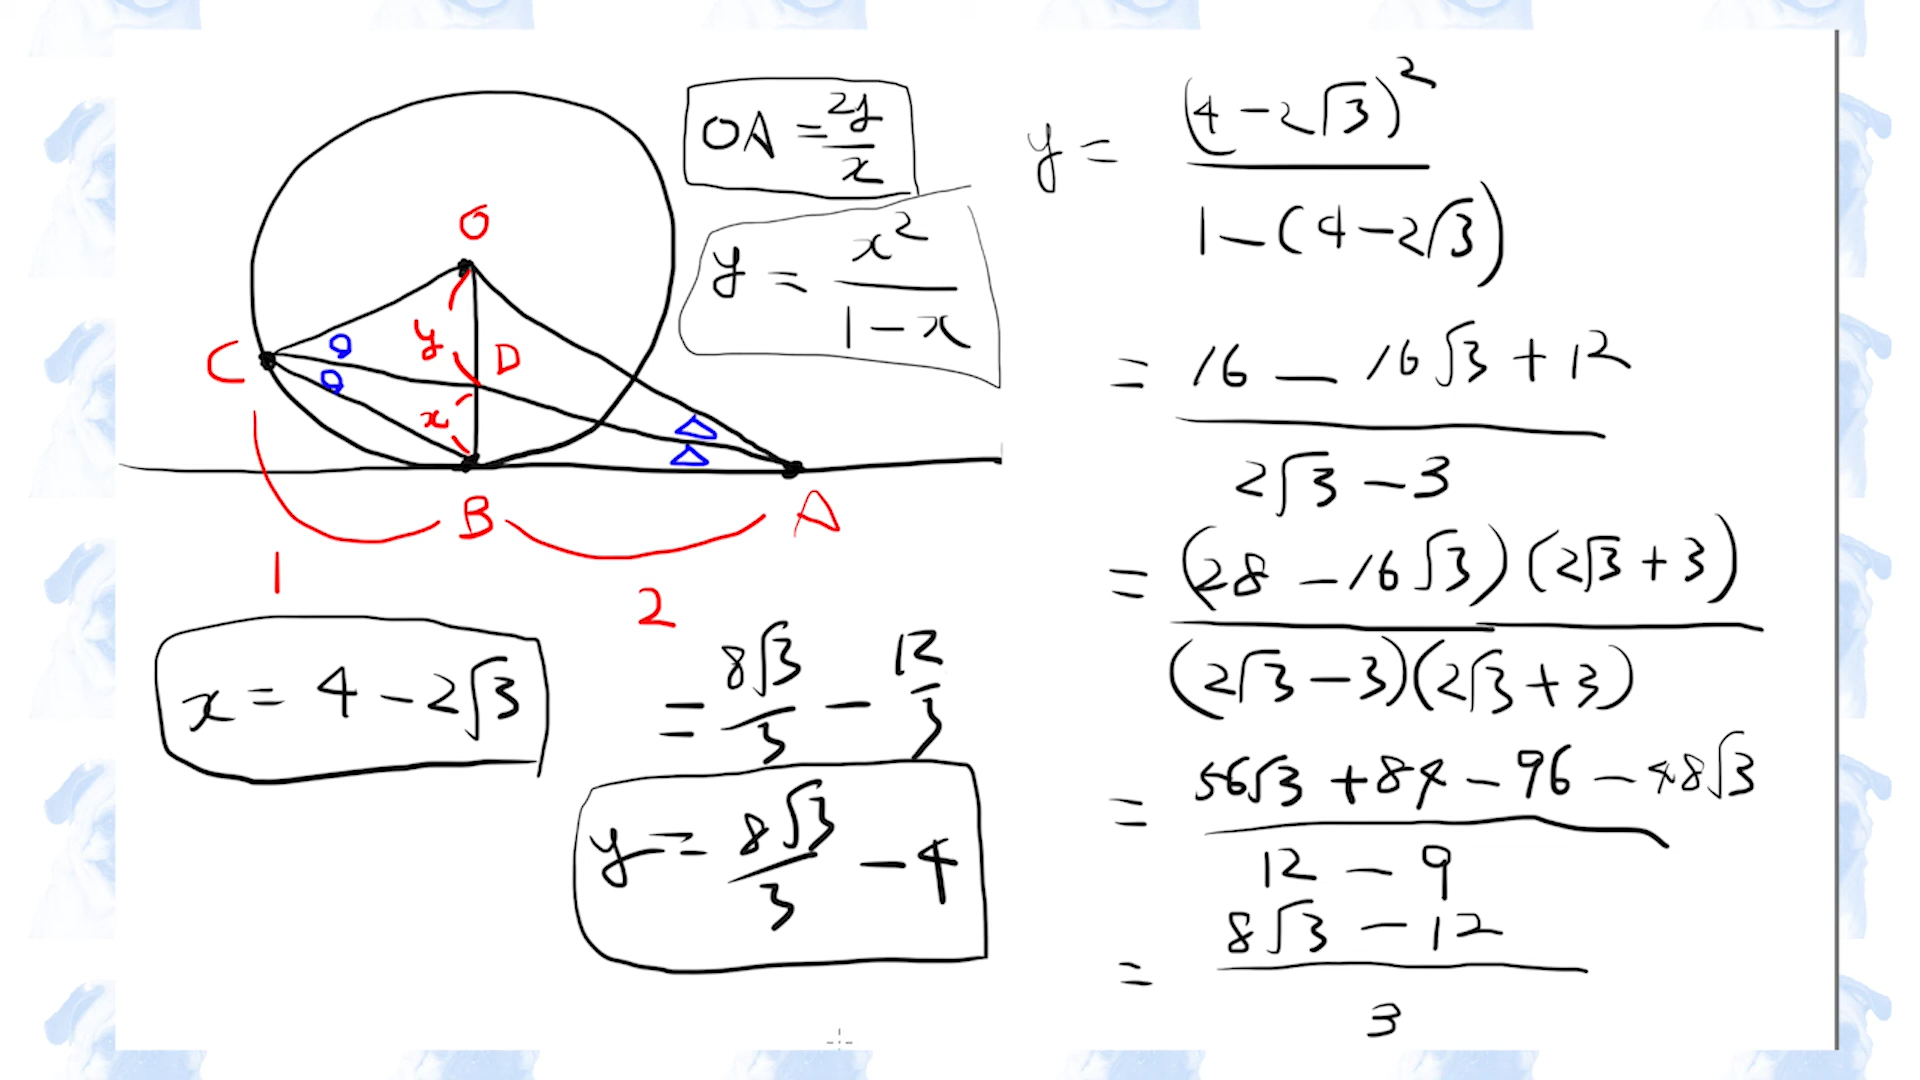 O
C
y
D
x
B
A
1
2
OA = 2y/x
y = x²/(1-x)
x = 4 - 2√3
y = (4 - 2√3)²/(1 - (4 - 2√3))
= (16 - 16√3 + 12)/(2√3 - 3)
= (28 - 16√3)(2√3 + 3)/(2√3 - 3)(2√3 + 3)
= (56√3 + 84 - 96 - 48√3)/(12 - 9)
= (8√3 - 12)/3
= 8√3/3 - 12/3
y = 8√3/3 - 4